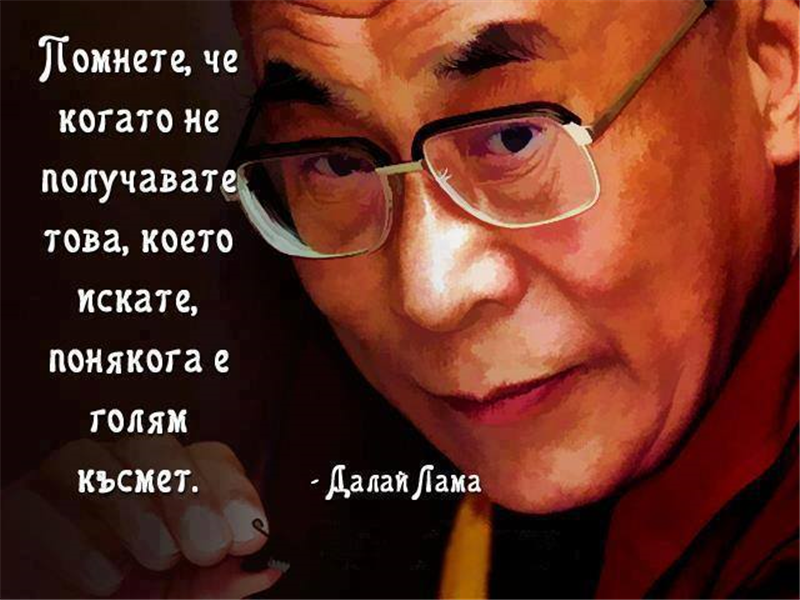 Помнете, че
когато не
получавате
това, което
искате,
понякога е
голям
късмет.
- Далай Лама